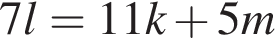 7l = 11k + 5m